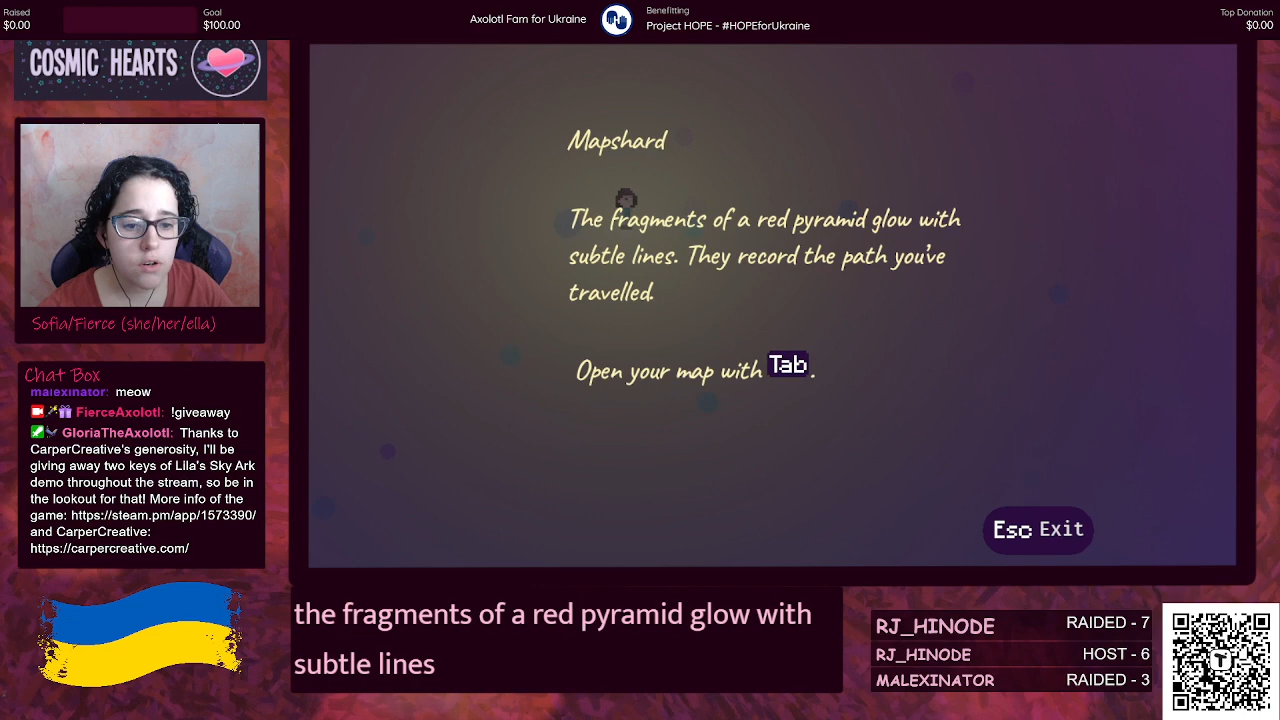 Raised
$0.00
Goal
$100.00
Axolotl Fam for Ukraine
Benefitting
Project HOPE - #HOPEforUkraine
Top Donation
$0.00
COSMIC HEARTS
Sofia/Fierce (she/her/ella)
Chat Box
malexinator: meow
FierceAxolotl: !giveaway
GloriaTheAxolotl: Thanks to
CarperCreative's generosity, I'll be
giving away two keys of Lila's Sky Ark
demo throughout the stream, so be in
the lookout for that! More info of the
game: https://steam.pm/app/1573390/
and CarperCreative:
https://carpercreative.com/
Mapshard
The fragments of a red pyramid glow with
subtle lines. They record the path you've
travelled.
Open your map with Tab.
Esc Exit
the fragments of a red pyramid glow with
subtle lines
RJ_HINODE RAIDED - 7
RJ_HINODE HOST - 6
MALEXINATOR RAIDED - 3
T